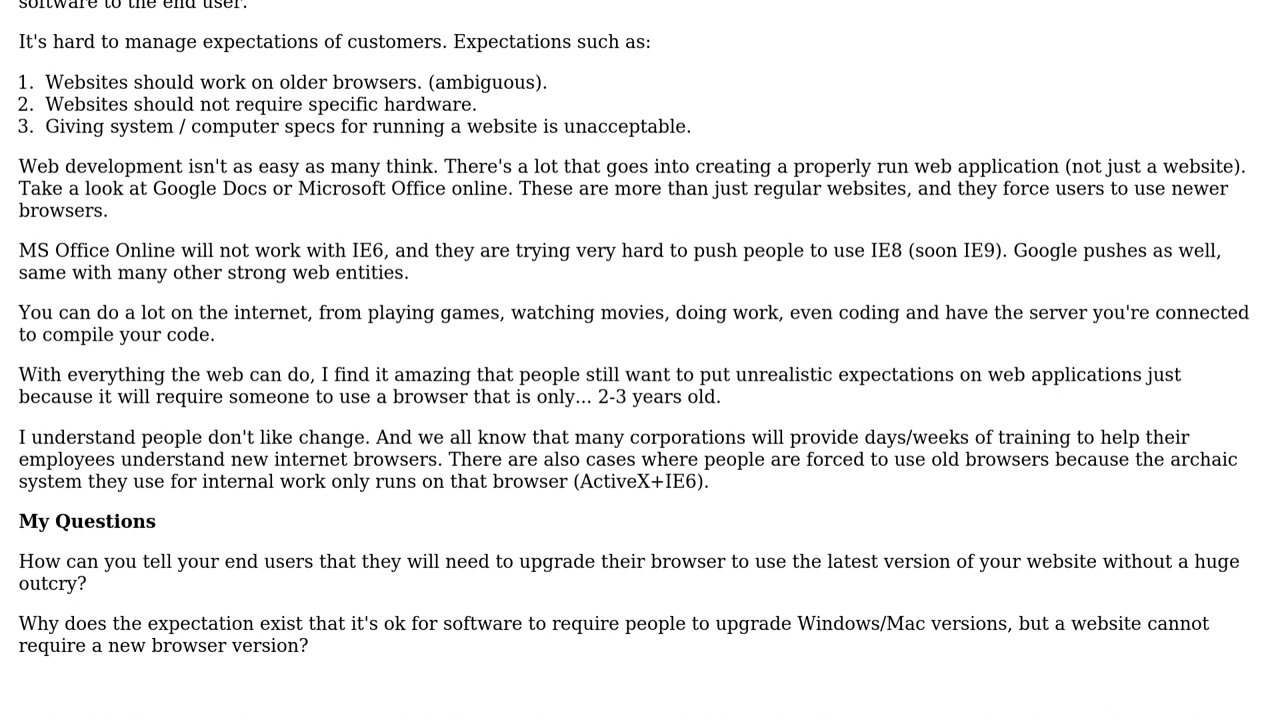 software to the end user.
It's hard to manage expectations of customers. Expectations such as:
1. Websites should work on older browsers. (ambiguous).
2. Websites should not require specific hardware.
3. Giving system / computer specs for running a website is unacceptable.
Web development isn't as easy as many think. There's a lot that goes into creating a properly run web application (not just a website).
Take a look at Google Docs or Microsoft Office online. These are more than just regular websites, and they force users to use newer
browsers.
MS Office Online will not work with IE6, and they are trying very hard to push people to use IE8 (soon IE9). Google pushes as well,
same with many other strong web entities.
You can do a lot on the internet, from playing games, watching movies, doing work, even coding and have the server you're connected
to compile your code.
With everything the web can do, I find it amazing that people still want to put unrealistic expectations on web applications just
because it will require someone to use a browser that is only... 2-3 years old.
I understand people don't like change. And we all know that many corporations will provide days/weeks of training to help their
employees understand new internet browsers. There are also cases where people are forced to use old browsers because the archaic
system they use for internal work only runs on that browser (ActiveX+IE6).
My Questions
How can you tell your end users that they will need to upgrade their browser to use the latest version of your website without a huge
outcry?
Why does the expectation exist that it's ok for software to require people to upgrade Windows/Mac versions, but a website cannot
require a new browser version?